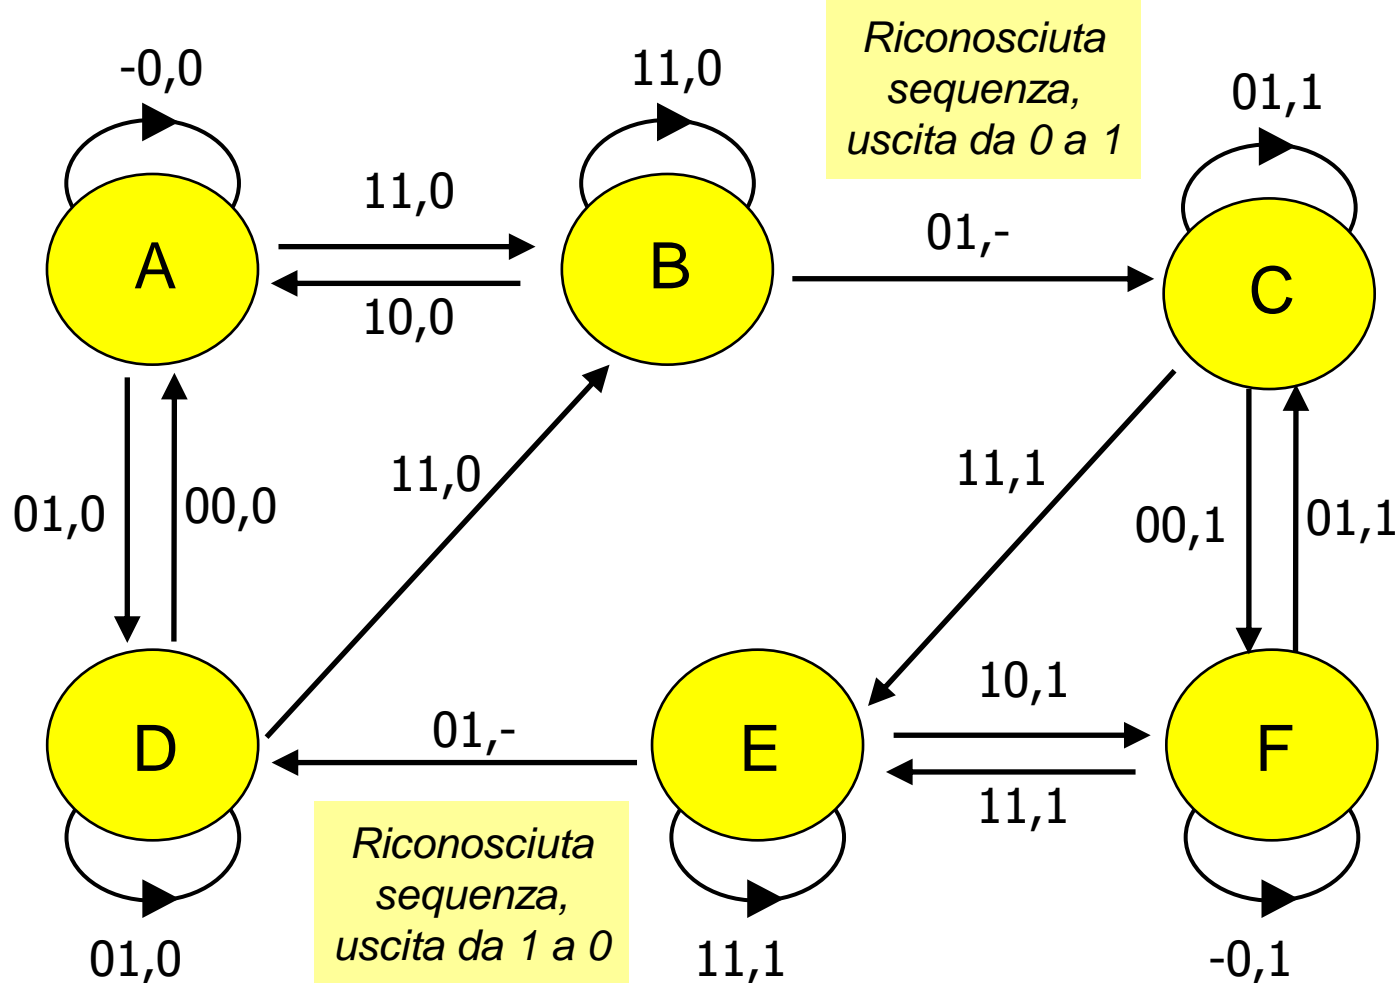 -0,0
11,0
Riconosciuta
sequenza,
uscita da 0 a 1
01,1
A
11,0
10,0
B
01,-
C
01,0
00,0
11,0
11,1
00,1
01,1
D
01,-
E
10,1
11,1
F
01,0
Riconosciuta
sequenza,
uscita da 1 a 0
11,1
-0,1